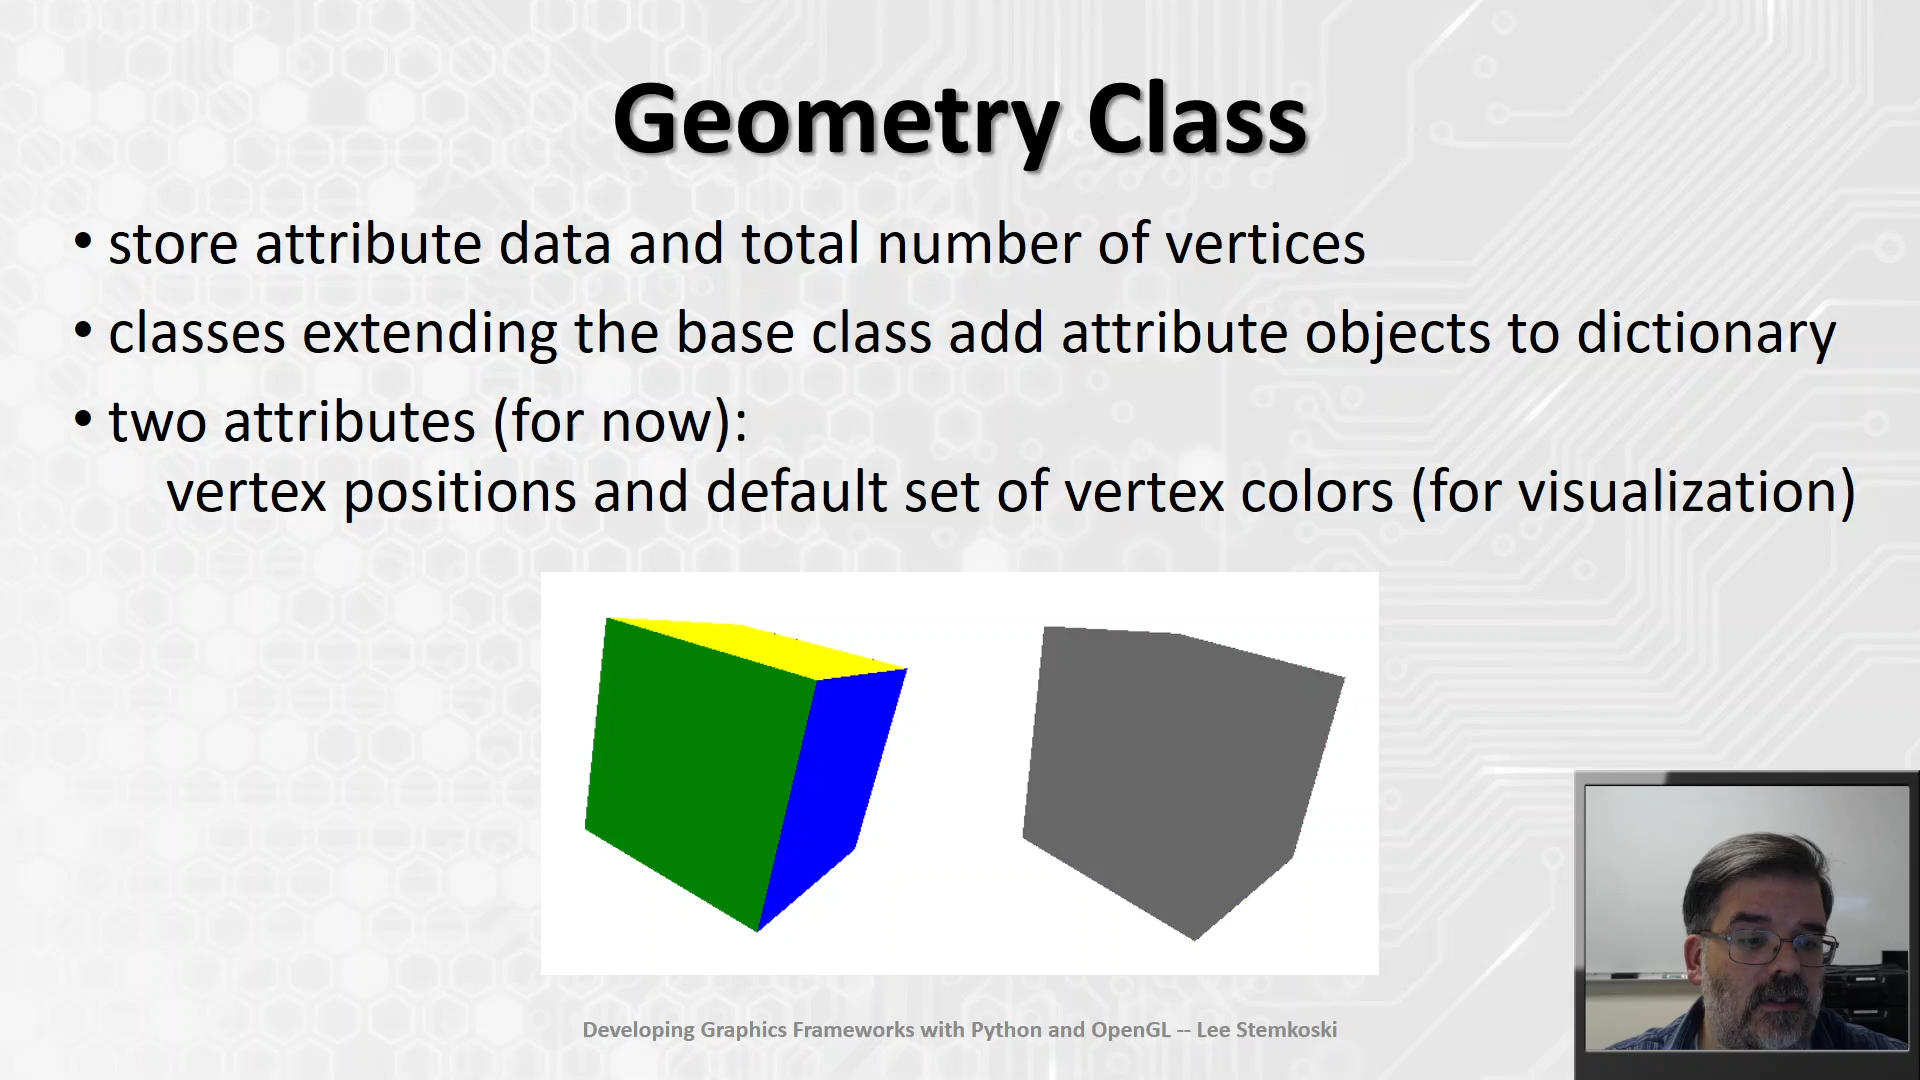 Geometry Class
• store attribute data and total number of vertices
• classes extending the base class add attribute objects to dictionary
• two attributes (for now):
vertex positions and default set of vertex colors (for visualization)
Developing Graphics Frameworks with Python and OpenGL -- Lee Stemkoski